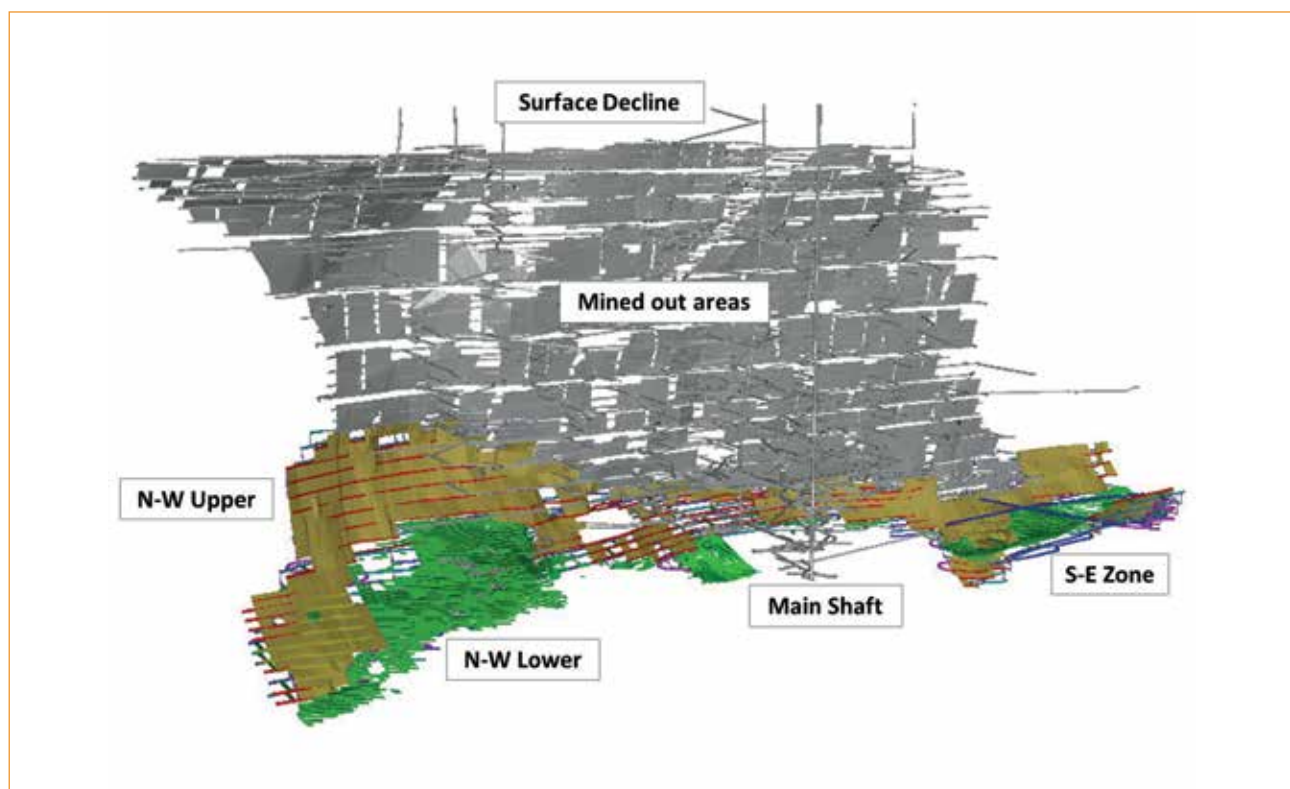 Surface Decline
Mined out areas
N-W Upper
S-E Zone
Main Shaft
N-W Lower